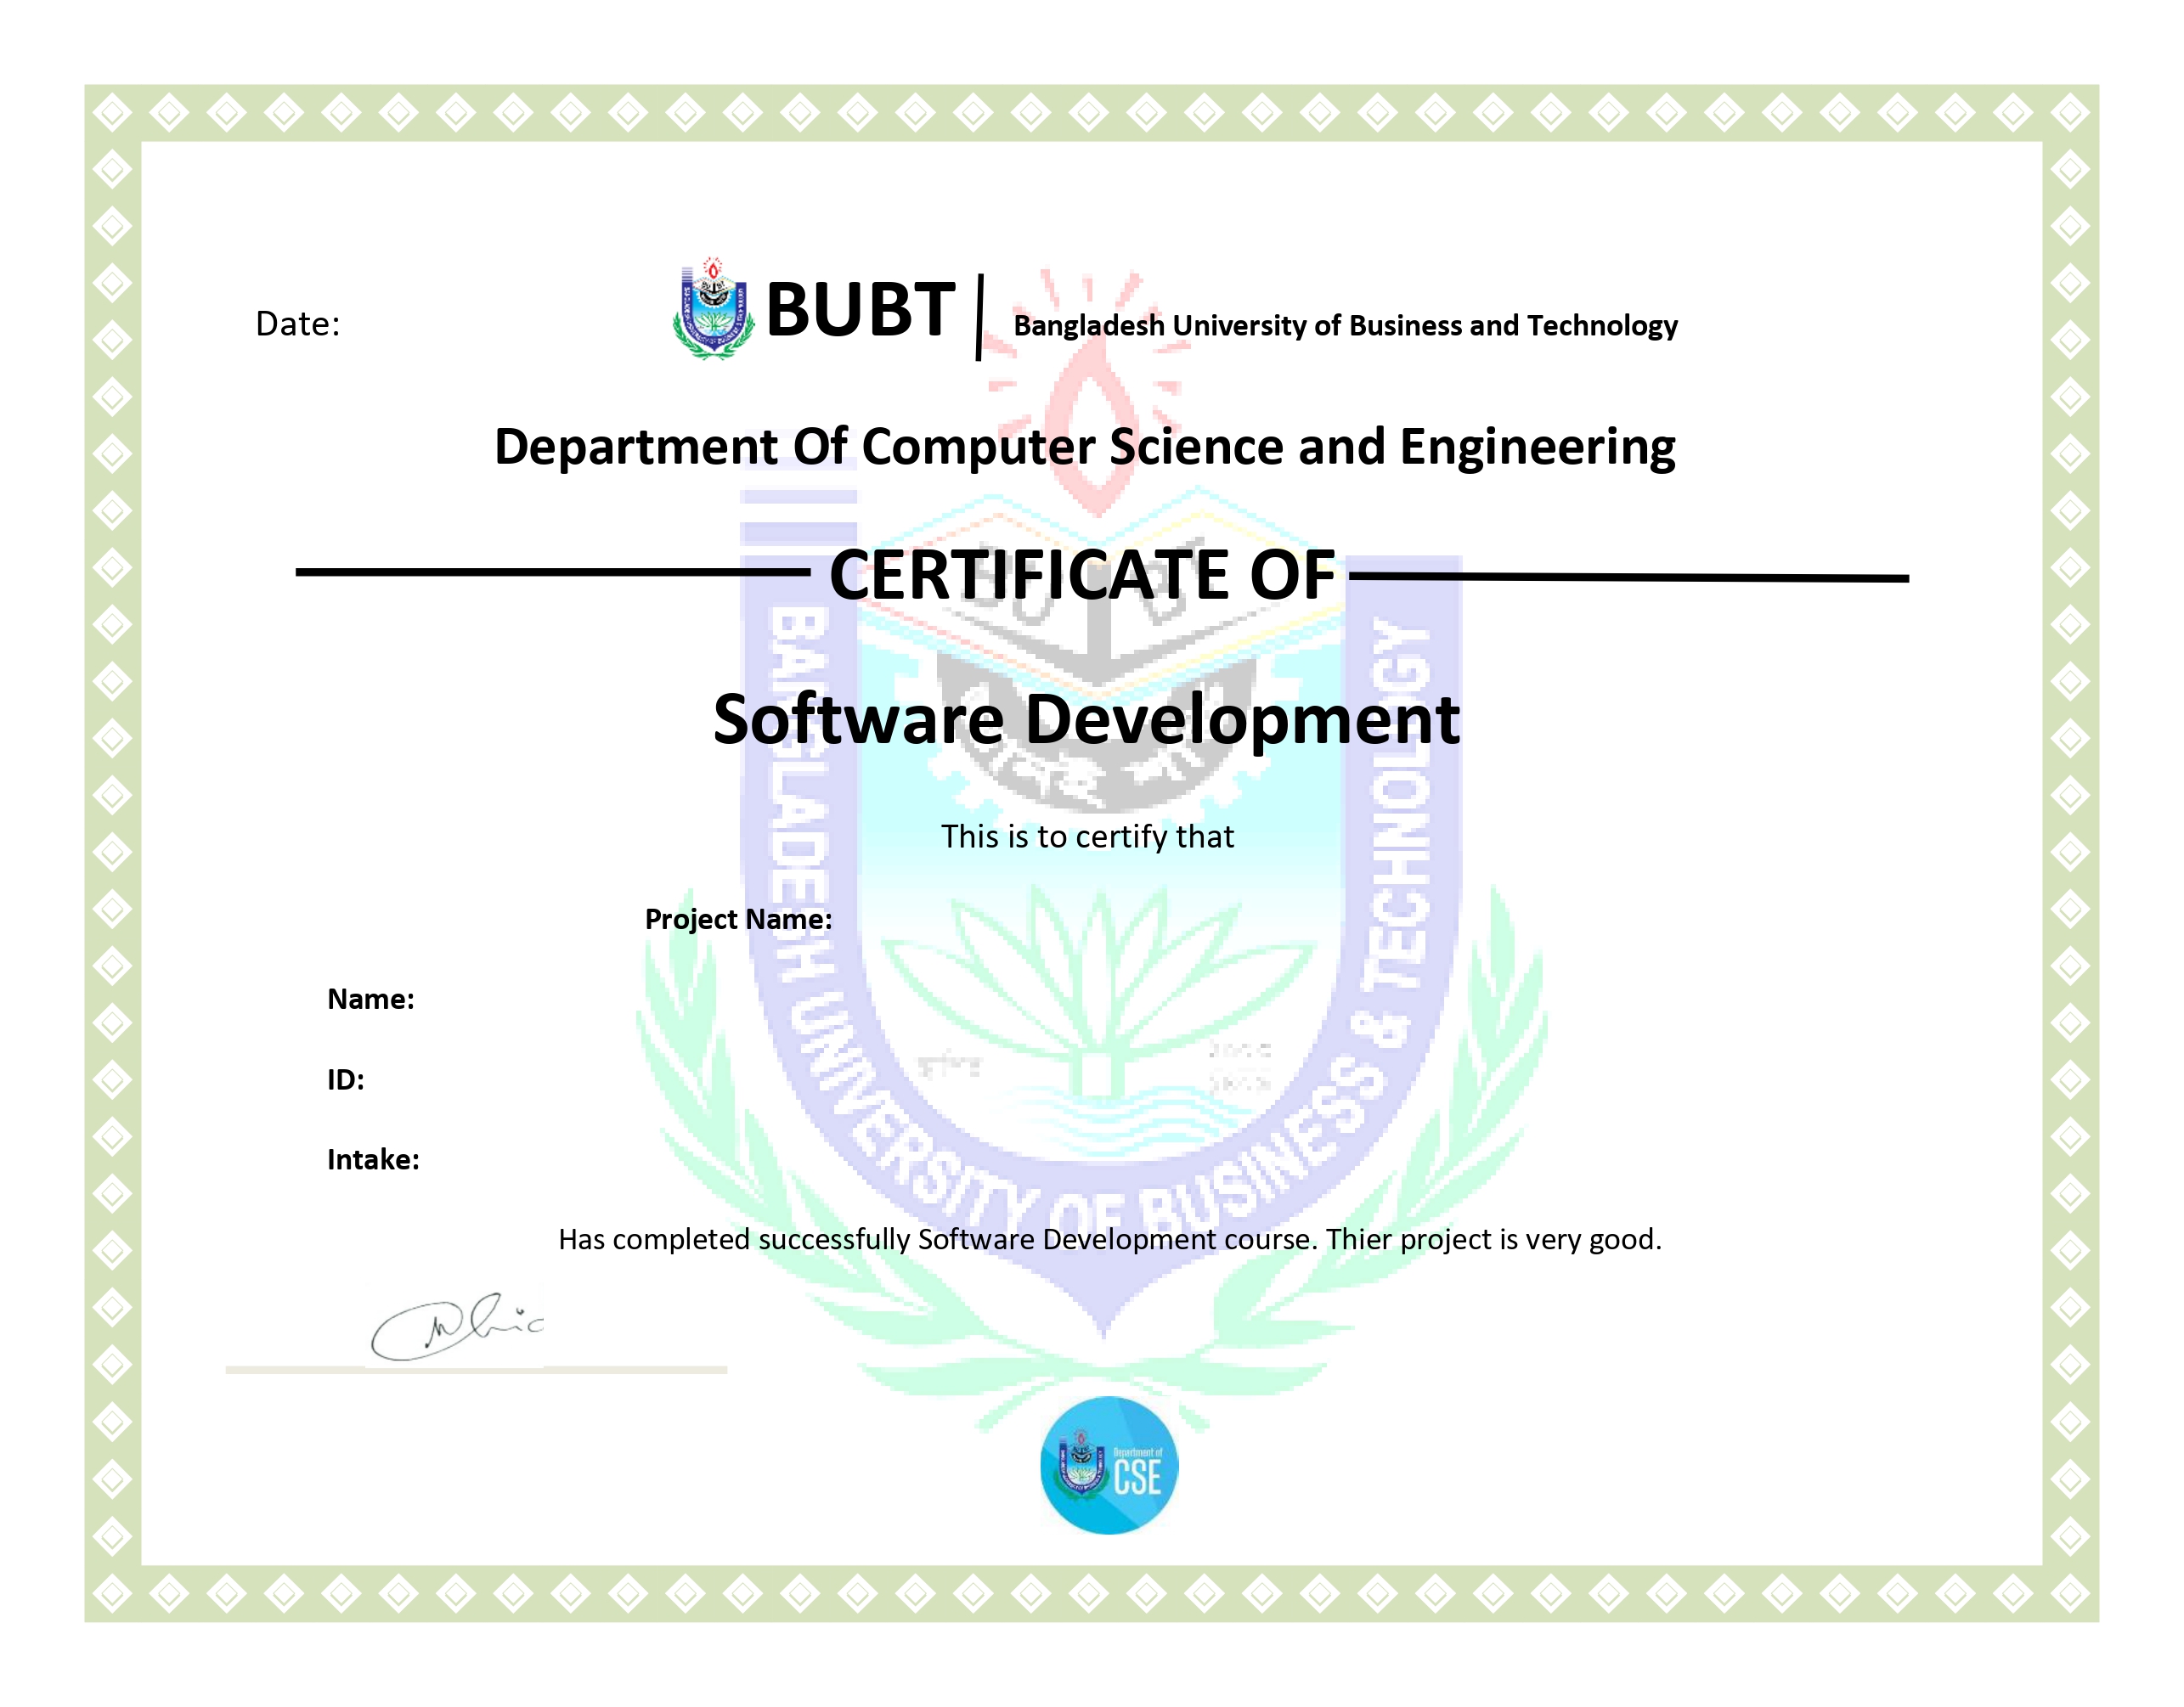 Date:
BUBT
Bangladesh University of Business and Technology
Department Of Computer Science and Engineering
CERTIFICATE OF
Software Development
This is to certify that
Project Name:
Name:
ID:
Intake:
Has completed successfully Software Development course. Thier project is very good.
BANGLADESH UNIVERSITY OF BUSINESS & TECHNOLOGY
Department of
CSE